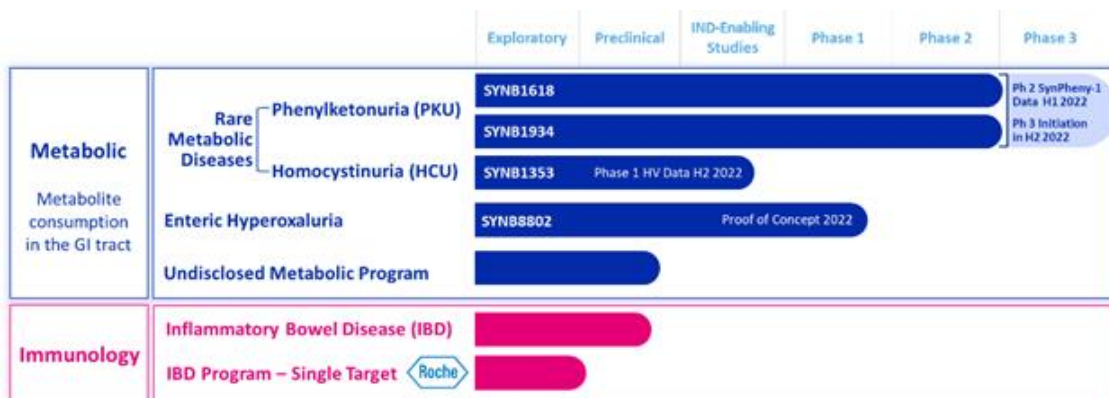 Exploratory
Preclinical
IND-Enabling
Studies
Phase 1
Phase 2
Phase 3
Metabolic
Metabolite
consumption
in the GI tract
Rare
Metabolic
Diseases
Phenylketonuria (PKU)
SYNB1618
SYNB1934
Ph 2 SynPheny-1
Data H1 2022
Ph 3 Initiation
in H2 2022
Homocystinuria (HCU)
SYNB1353
Phase 1 HV Data H2 2022
Enteric Hyperoxaluria
SYNB8802
Proof of Concept 2022
Undisclosed Metabolic Program
Immunology
Inflammatory Bowel Disease (IBD)
IBD Program – Single Target
Roche